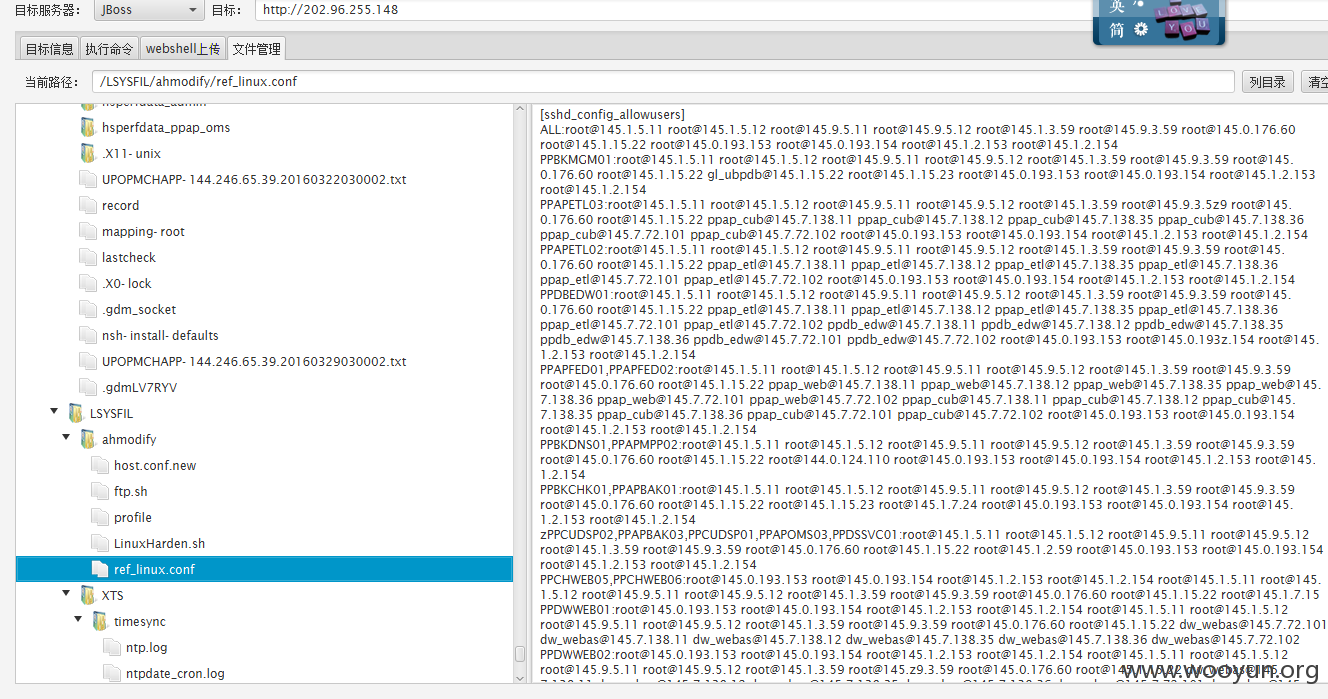 目标服务器： JBoss 目标： http://202.96.255.148
英
简
LOVE
YOU
目标信息 执行命令 webshell上传 文件管理
当前路径： /LSYSFIL/ahmodify/ref_linux.conf 列目录 清空
hsperfdata_admin
hsperfdata_ppap_oms
.X11- unix
UPOPMCHAPP- 144.246.65.39.20160322030002.txt
record
mapping- root
lastcheck
.X0- lock
.gdm_socket
nsh- install- defaults
UPOPMCHAPP- 144.246.65.39.20160329030002.txt
.gdmLV7RYV
LSYSFIL
ahmodify
host.conf.new
ftp.sh
profile
LinuxHarden.sh
ref_linux.conf
XTS
timesync
ntp.log
ntpdate_cron.log
[sshd_config_allowusers]
ALL:root@145.1.5.11 root@145.1.5.12 root@145.9.5.11 root@145.9.5.12 root@145.1.3.59 root@145.9.3.59 root@145.0.176.60
root@145.1.15.22 root@145.0.193.153 root@145.0.193.154 root@145.1.2.153 root@145.1.2.154
PPBKMGM01:root@145.1.5.11 root@145.1.5.12 root@145.9.5.11 root@145.9.5.12 root@145.1.3.59 root@145.9.3.59 root@145.
0.176.60 root@145.1.15.22 gl_ubpdb@145.1.15.22 root@145.1.15.23 root@145.0.193.153 root@145.0.193.154 root@145.1.2.153
root@145.1.2.154
PPAPETL03:root@145.1.5.11 root@145.1.5.12 root@145.9.5.11 root@145.9.5.12 root@145.1.3.59 root@145.9.3.5z9 root@145.
0.176.60 root@145.1.15.22 ppap_cub@145.7.138.11 ppap_cub@145.7.138.12 ppap_cub@145.7.138.35 ppap_cub@145.7.138.36
ppap_cub@145.7.72.101 ppap_cub@145.7.72.102 root@145.0.193.153 root@145.0.193.154 root@145.1.2.153 root@145.1.2.154
PPAPETL02:root@145.1.5.11 root@145.1.5.12 root@145.9.5.11 root@145.9.5.12 root@145.1.3.59 root@145.9.3.59 root@145.
0.176.60 root@145.1.15.22 ppap_etl@145.7.138.11 ppap_etl@145.7.138.12 ppap_etl@145.7.138.35 ppap_etl@145.7.138.36
ppap_etl@145.7.72.101 ppap_etl@145.7.72.102 root@145.0.193.153 root@145.0.193.154 root@145.1.2.153 root@145.1.2.154
PPDBEDW01:root@145.1.5.11 root@145.1.5.12 root@145.9.5.11 root@145.9.5.12 root@145.1.3.59 root@145.9.3.59 root@145.
0.176.60 root@145.1.15.22 ppap_etl@145.7.138.11 ppap_etl@145.7.138.12 ppap_etl@145.7.138.35 ppap_etl@145.7.138.36
ppap_etl@145.7.72.101 ppap_etl@145.7.72.102 ppdb_edw@145.7.138.11 ppdb_edw@145.7.138.12 ppdb_edw@145.7.138.35
ppdb_edw@145.7.138.36 ppdb_edw@145.7.72.101 ppdb_edw@145.7.72.102 root@145.0.193.153 root@145.0.193z.154 root@145.
1.2.153 root@145.1.2.154
PPAPFED01,PPAPFED02:root@145.1.5.11 root@145.1.5.12 root@145.9.5.11 root@145.9.5.12 root@145.1.3.59 root@145.9.3.59
root@145.0.176.60 root@145.1.15.22 ppap_web@145.7.138.11 ppap_web@145.7.138.12 ppap_web@145.7.138.35 ppap_web@145.
7.138.36 ppap_web@145.7.72.101 ppap_web@145.7.72.102 ppap_cub@145.7.138.11 ppap_cub@145.7.138.12 ppap_cub@145.
7.138.35 ppap_cub@145.7.138.36 ppap_cub@145.7.72.101 ppap_cub@145.7.72.102 root@145.0.193.153 root@145.0.193.154
root@145.1.2.153 root@145.1.2.154
PPBKDNS01,PPAPMPP02:root@145.1.5.11 root@145.1.5.12 root@145.9.5.11 root@145.9.5.12 root@145.1.3.59 root@145.9.3.59
root@145.0.176.60 root@145.1.15.22 root@144.0.124.110 root@145.0.193.153 root@145.0.193.154 root@145.1.2.153 root@145.
1.2.154
PPBKCHK01,PPAPBAK01:root@145.1.5.11 root@145.1.5.12 root@145.9.5.11 root@145.9.5.12 root@145.1.3.59 root@145.9.3.59
root@145.0.176.60 root@145.1.15.22 root@145.1.15.23 root@145.1.7.24 root@145.0.193.153 root@145.0.193.154 root@145.
1.2.153 root@145.1.2.154
zPPCUDSP02,PPAPBAK03,PPCUDSP01,PPAPOMS03,PPDSSVC01:root@145.1.5.11 root@145.1.5.12 root@145.9.5.11 root@145.9.5.12
root@145.1.3.59 root@145.9.3.59 root@145.0.176.60 root@145.1.15.22 root@145.1.2.59 root@145.0.193.153 root@145.0.193.154
root@145.1.2.153 root@145.1.2.154
PPCHWEB05,PPCHWEB06:root@145.0.193.153 root@145.0.193.154 root@145.1.2.153 root@145.1.2.154 root@145.1.5.11 root@145.
1.5.12 root@145.9.5.11 root@145.9.5.12 root@145.1.3.59 root@145.9.3.59 root@145.0.176.60 root@145.1.15.22 root@145.1.7.15
PPDWWEB01:root@145.0.193.153 root@145.0.193.154 root@145.1.2.153 root@145.1.2.154 root@145.1.5.11 root@145.1.5.12
root@145.9.5.11 root@145.9.5.12 root@145.1.3.59 root@145.9.3.59 root@145.0.176.60 root@145.1.15.22 dw_webas@145.7.72.101
dw_webas@145.7.138.11 dw_webas@145.7.138.12 dw_webas@145.7.138.35 dw_webas@145.7.138.36 dw_webas@145.7.72.102
PPDWWEB02:root@145.0.193.153 root@145.0.193.154 root@145.1.2.153 root@145.1.2.154 root@145.1.5.11 root@145.1.5.12
root@145.9.5.11 root@145.9.5.12 root@145.1.3.59 root@145.z9.3.59 root@145.0.176.60 root@145.1.15.22
www.wooyun.org